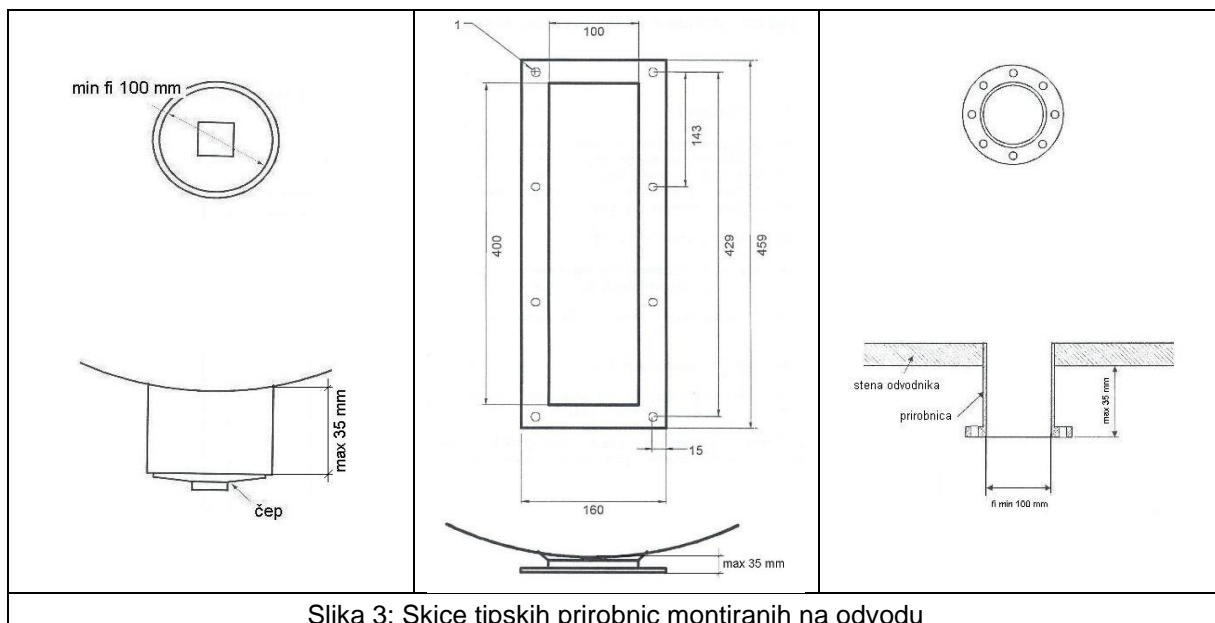 min fi 100 mm
max 35 mm
čep
1
100
143
400
429
459
15
160
max 35 mm
stena odvodnika
prirobnica
max 35 mm
fi min 100 mm
Slika 3: Skice tipskih prirobnic montiranih na odvodu